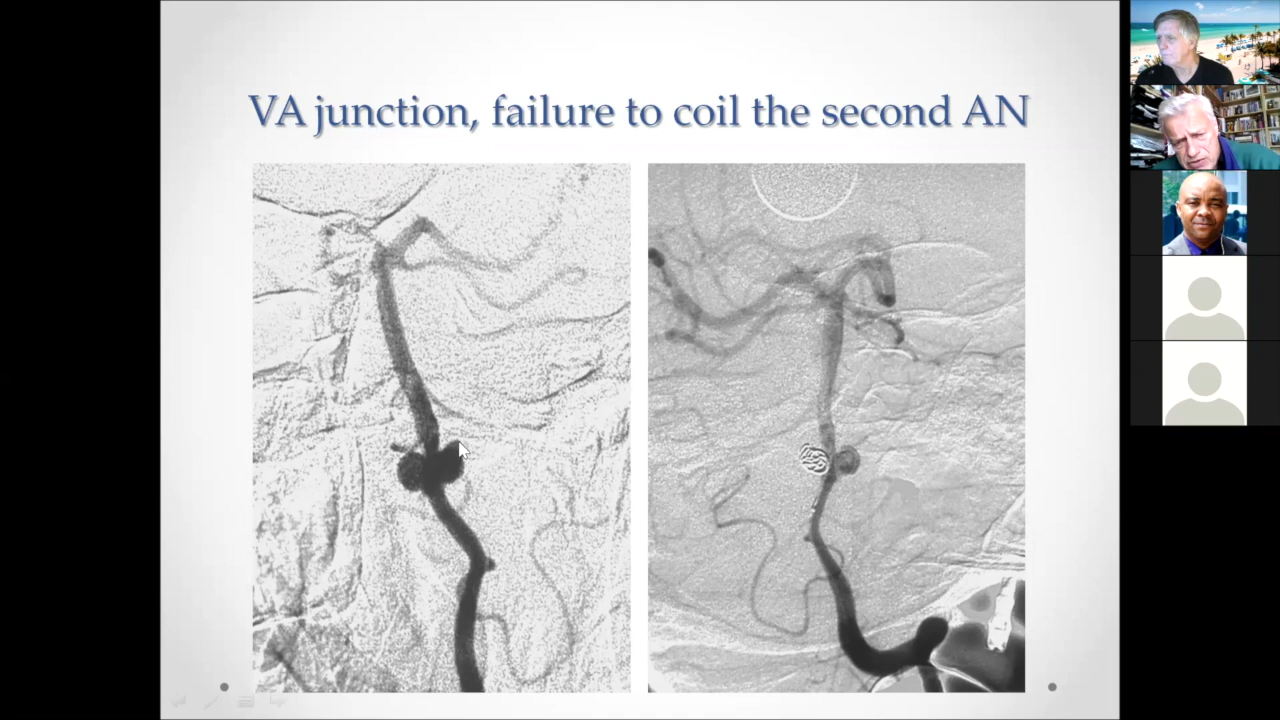 VA junction, failure to coil the second AN